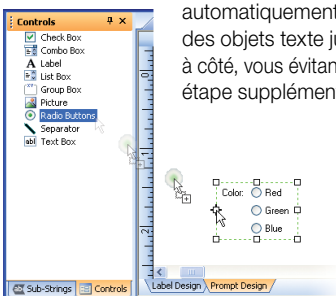 Controls
Check Box
Combo Box
A Label
List Box
Group Box
Picture
Radio Buttons
Separator
abl Text Box
automatiquement
des objets texte
à côté, vous évitan
étape supplémen
Color:
Red
Green
Blue
Sub-Strings
Controls
Label Design
Prompt Design